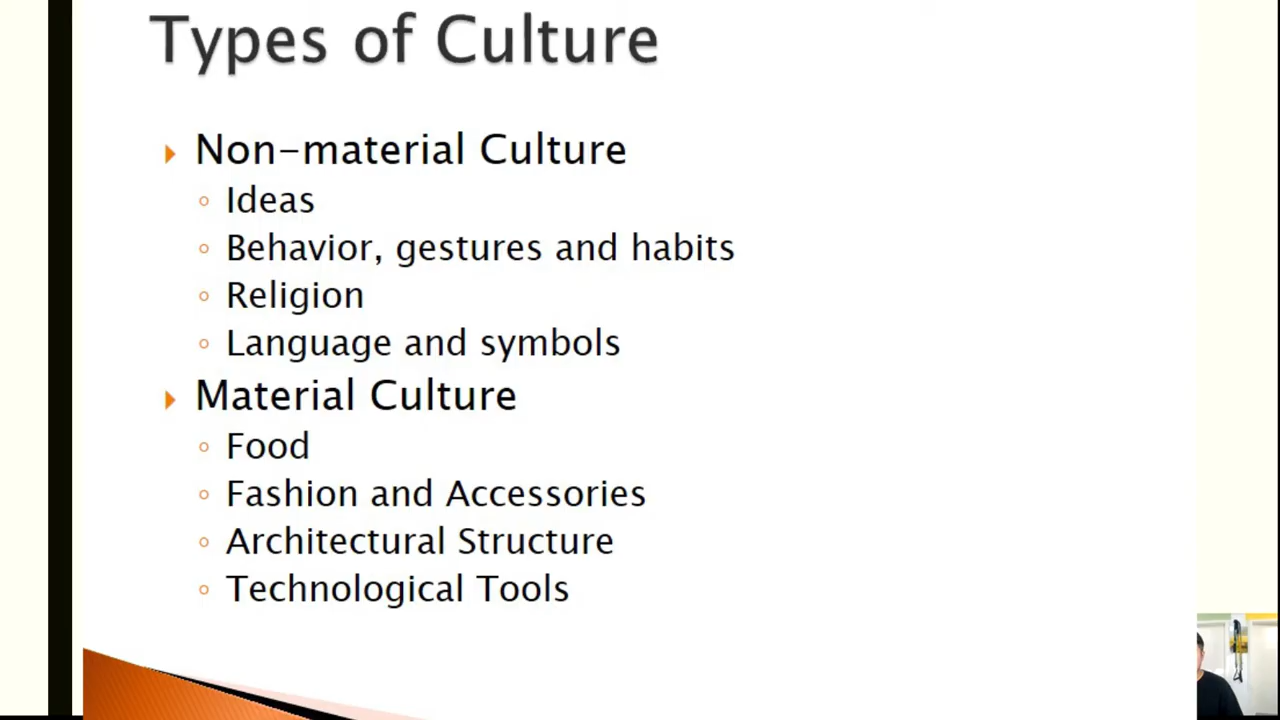 Types of Culture
Non-material Culture
Ideas
Behavior, gestures and habits
Religion
Language and symbols
Material Culture
Food
Fashion and Accessories
Architectural Structure
Technological Tools